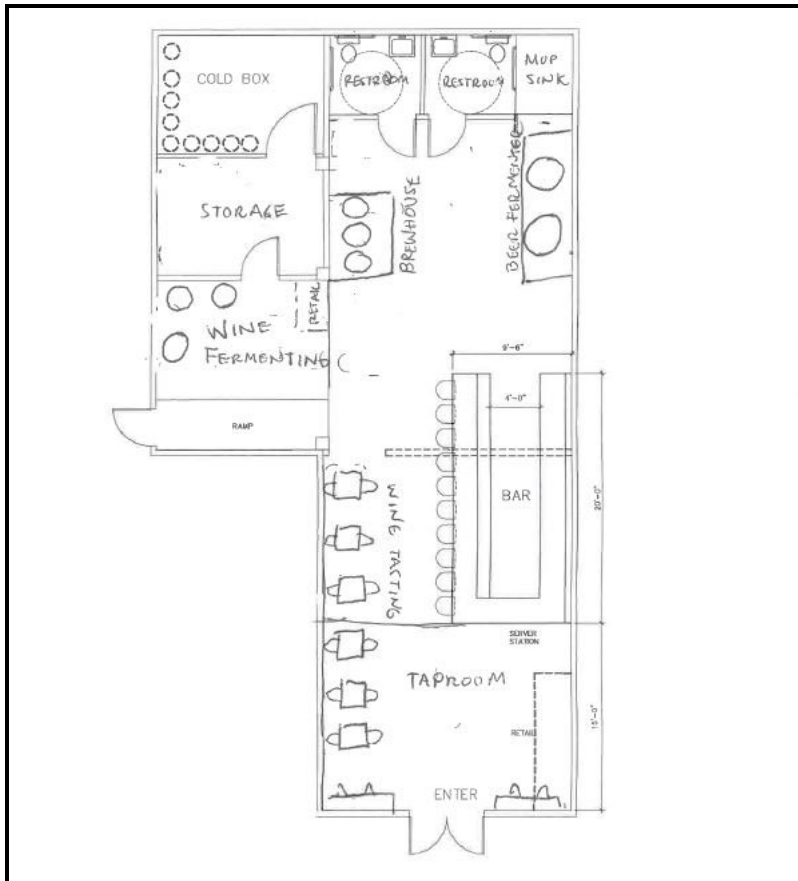 COLD BOX
RESTROOM
RESTROOM
MOP
SINK
STORAGE
BREWHOUSE
BEER FERMENTER
RETAIL
WINE
FERMENTING
9'-6"
4'-0"
RAMP
BAR
20'-0"
WINE TASTING
SERVER
STATION
TAPROOM
RETAIL
15'-0"
ENTER